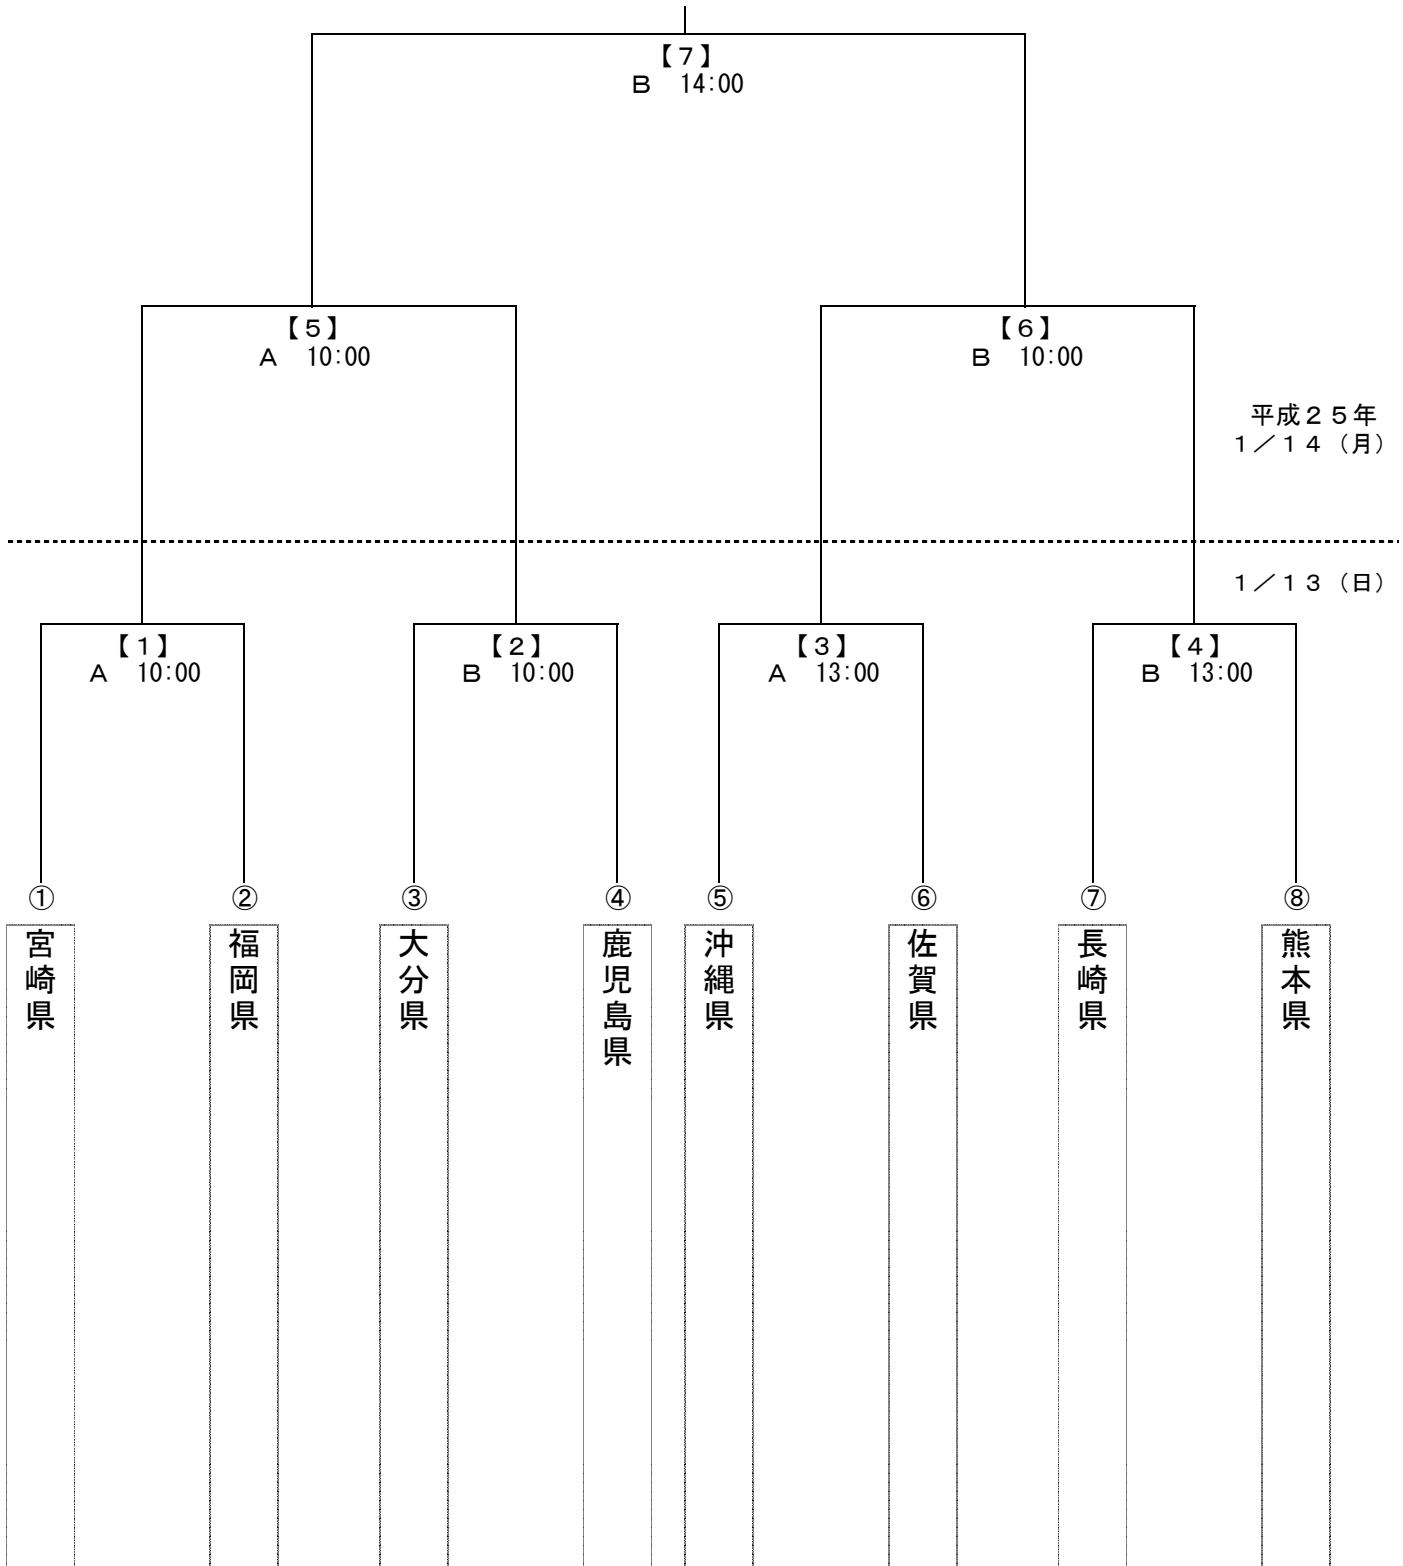 【７】
Ｂ　14:00
【５】
Ａ　10:00
【６】
Ｂ　10:00
平成２５年
１／１４（月）
１／１３（日）
【１】
Ａ　10:00
【２】
Ｂ　10:00
【３】
Ａ　13:00
【４】
Ｂ　13:00
①
②
③
④
⑤
⑥
⑦
⑧
宮崎県
福岡県
大分県
鹿児島県
沖縄県
佐賀県
長崎県
熊本県